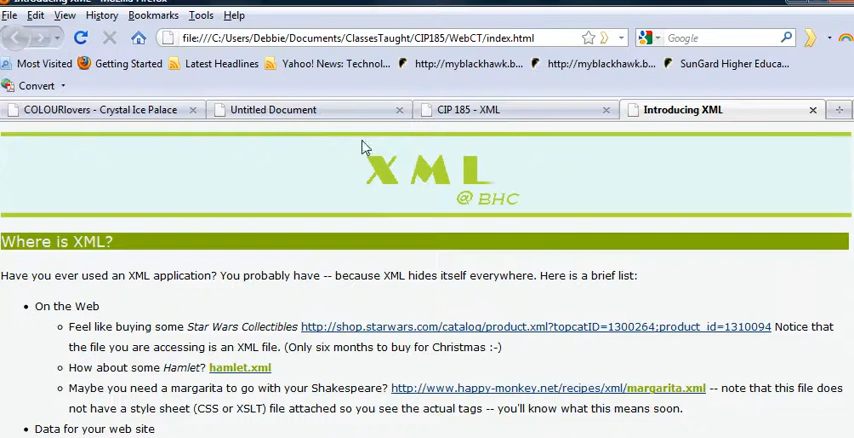 Introducing XML - Mozilla Firefox
File Edit View History Bookmarks Tools Help
file:///C:/Users/Debbie/Documents/ClassesTaught/CIP185/WebCT/index.html Google
Most Visited Getting Started Latest Headlines Yahoo! News: Technol... http://myblackhawk.b... http://myblackhawk.b... SunGard Higher Educa...
Convert
COLOURlovers - Crystal Ice Palace Untitled Document CIP 185 - XML Introducing XML
XML
@ BHC
Where is XML?
Have you ever used an XML application? You probably have -- because XML hides itself everywhere. Here is a brief list:
• On the Web
Feel like buying some Star Wars Collectibles http://shop.starwars.com/catalog/product.xml?topcatID=1300264;product_id=1310094 Notice that
the file you are accessing is an XML file. (Only six months to buy for Christmas :-)
How about some Hamlet? hamlet.xml
Maybe you need a margarita to go with your Shakespeare? http://www.happy-monkey.net/recipes/xml/margarita.xml -- note that this file does
not have a style sheet (CSS or XSLT) file attached so you see the actual tags -- you'll know what this means soon.
• Data for your web site